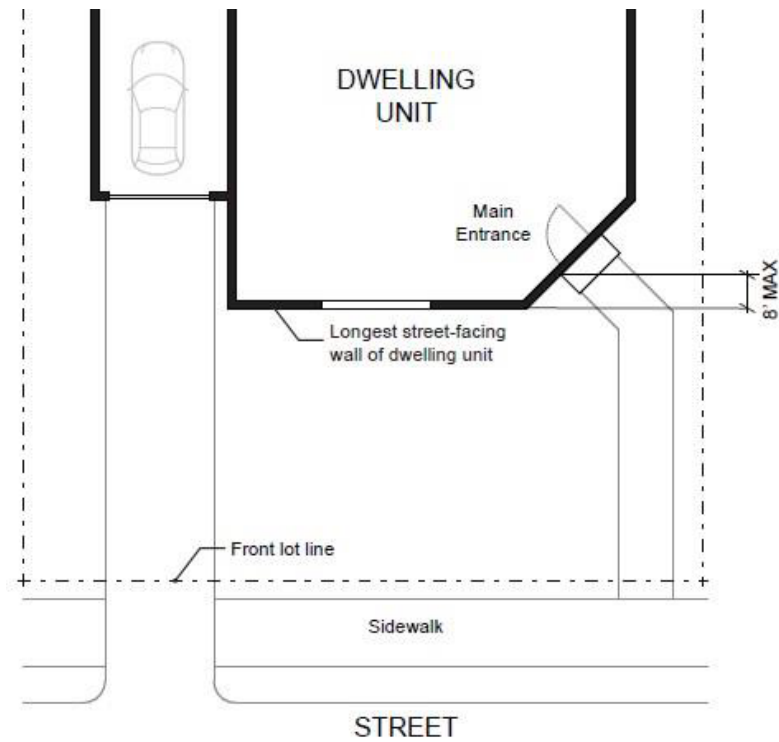 DWELLING
UNIT
Main
Entrance
8' MAX
Longest street-facing
wall of dwelling unit
Front lot line
Sidewalk
STREET